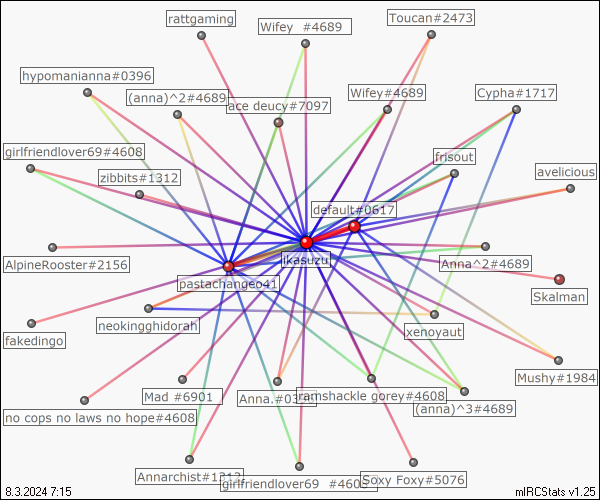 rattgaming
Wifey #4689
Toucan#2473
hypomanianna#0396
(anna)^2#4689
ace deucy#7097
Wifey#4689
Cypha#1717
girlfriendlover69#4608
zibbits#1312
frisout
avelicious
default#0617
AlpineRooster#2156
ikasuzu
Anna^2#4689
pastachangeo41
Skalman
fakedingo
neokingghidorah
xenoyaut
Mushy#1984
no cops no laws no hope#4608
Mad #6901
Anna.
ramshackle gorey#4608
(anna)^3#4689
Annarchist#1312
girlfriendlover69 #4608
Soxy Foxy#5076
8.3.2024 7:15
mIRCStats v1.25